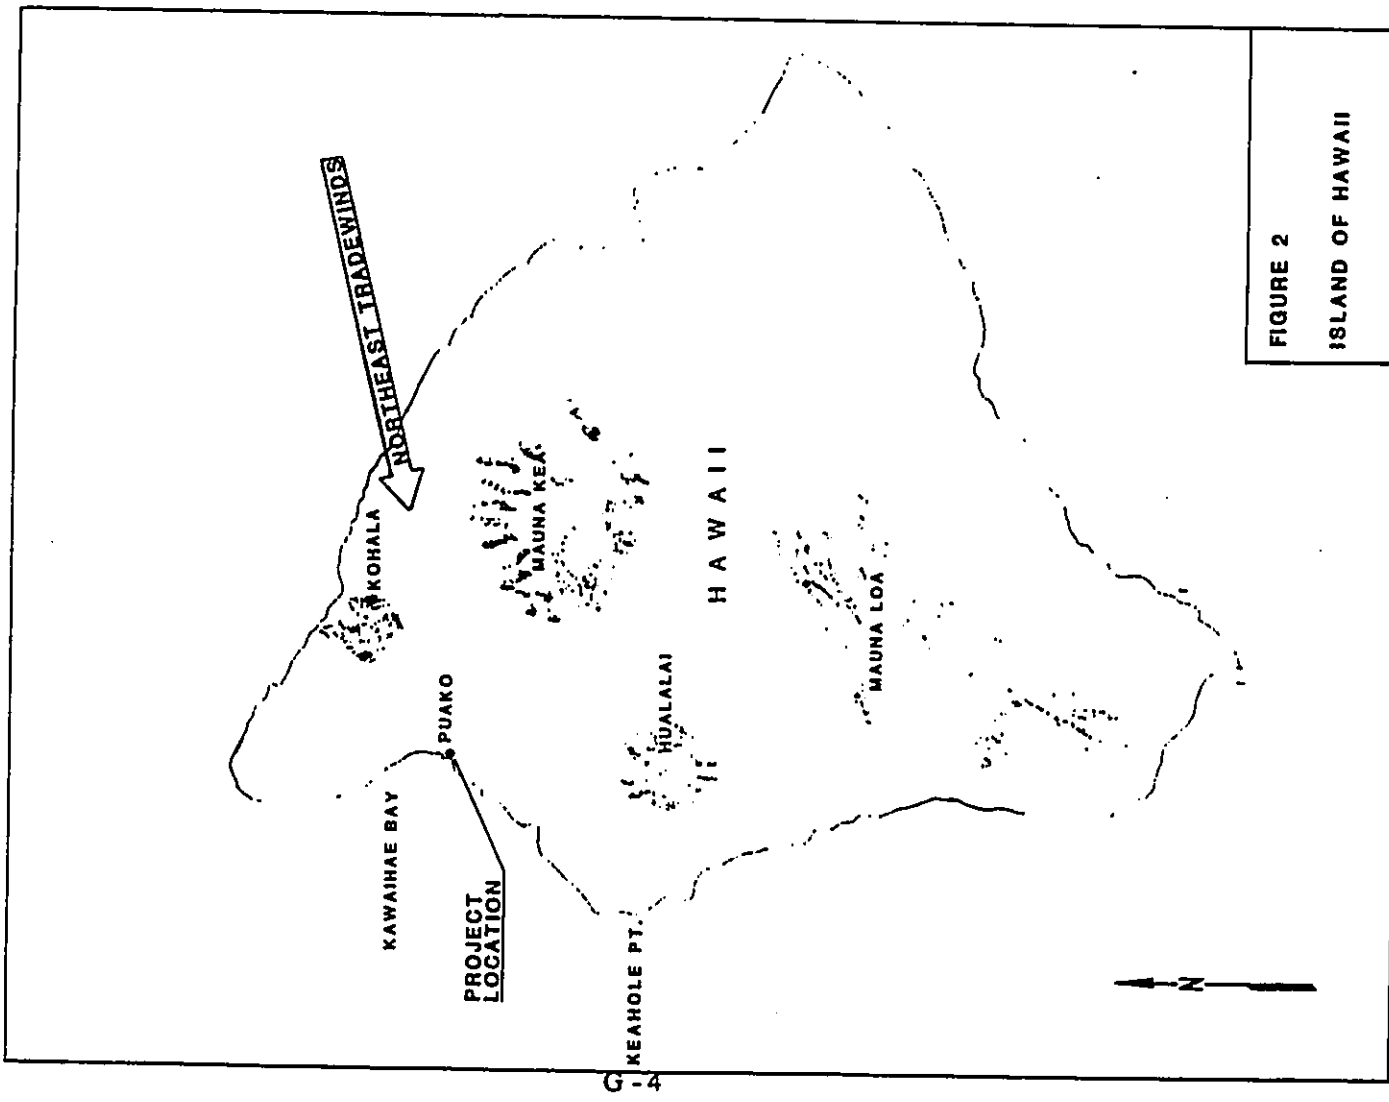 NORTHEAST TRADEWINDS
KOHALA
MAUNA KEA
PUAKO
KAWAIHAE BAY
PROJECT
LOCATION
HUALALAI
HAWAII
MAUNA LOA
KEAHOLE PT.
N
FIGURE 2
ISLAND OF HAWAII
G-4